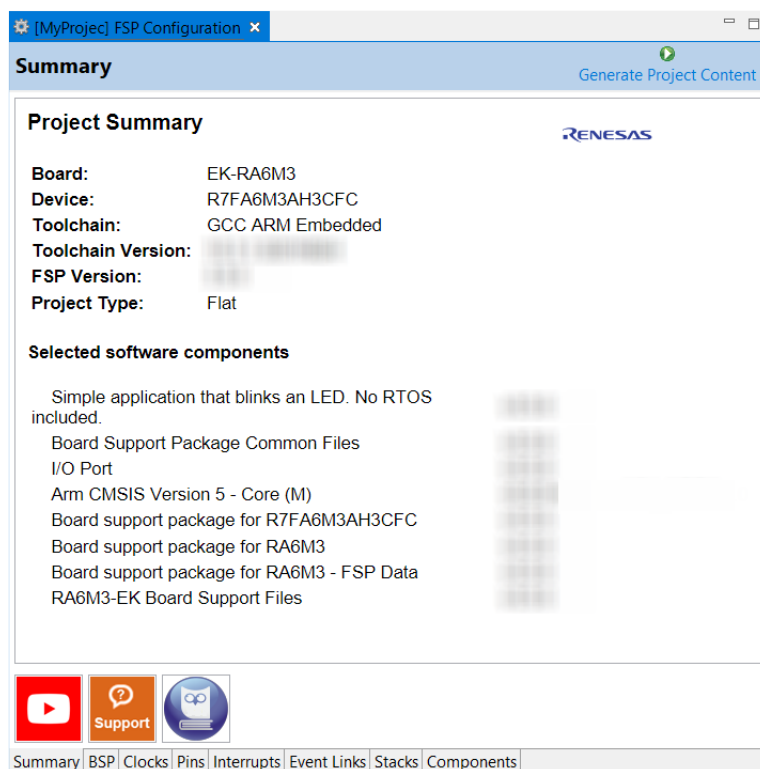 [MyProjec] FSP Configuration
Summary
Generate Project Content
Project Summary
RENESAS
Board: EK-RA6M3
Device: R7FA6M3AH3CFC
Toolchain: GCC ARM Embedded
Toolchain Version:
FSP Version:
Project Type: Flat
Selected software components
Simple application that blinks an LED. No RTOS
included.
Board Support Package Common Files
I/O Port
Arm CMSIS Version 5 - Core (M)
Board support package for R7FA6M3AH3CFC
Board support package for RA6M3
Board support package for RA6M3 - FSP Data
RA6M3-EK Board Support Files
Support
Summary BSP Clocks Pins Interrupts Event Links Stacks Components